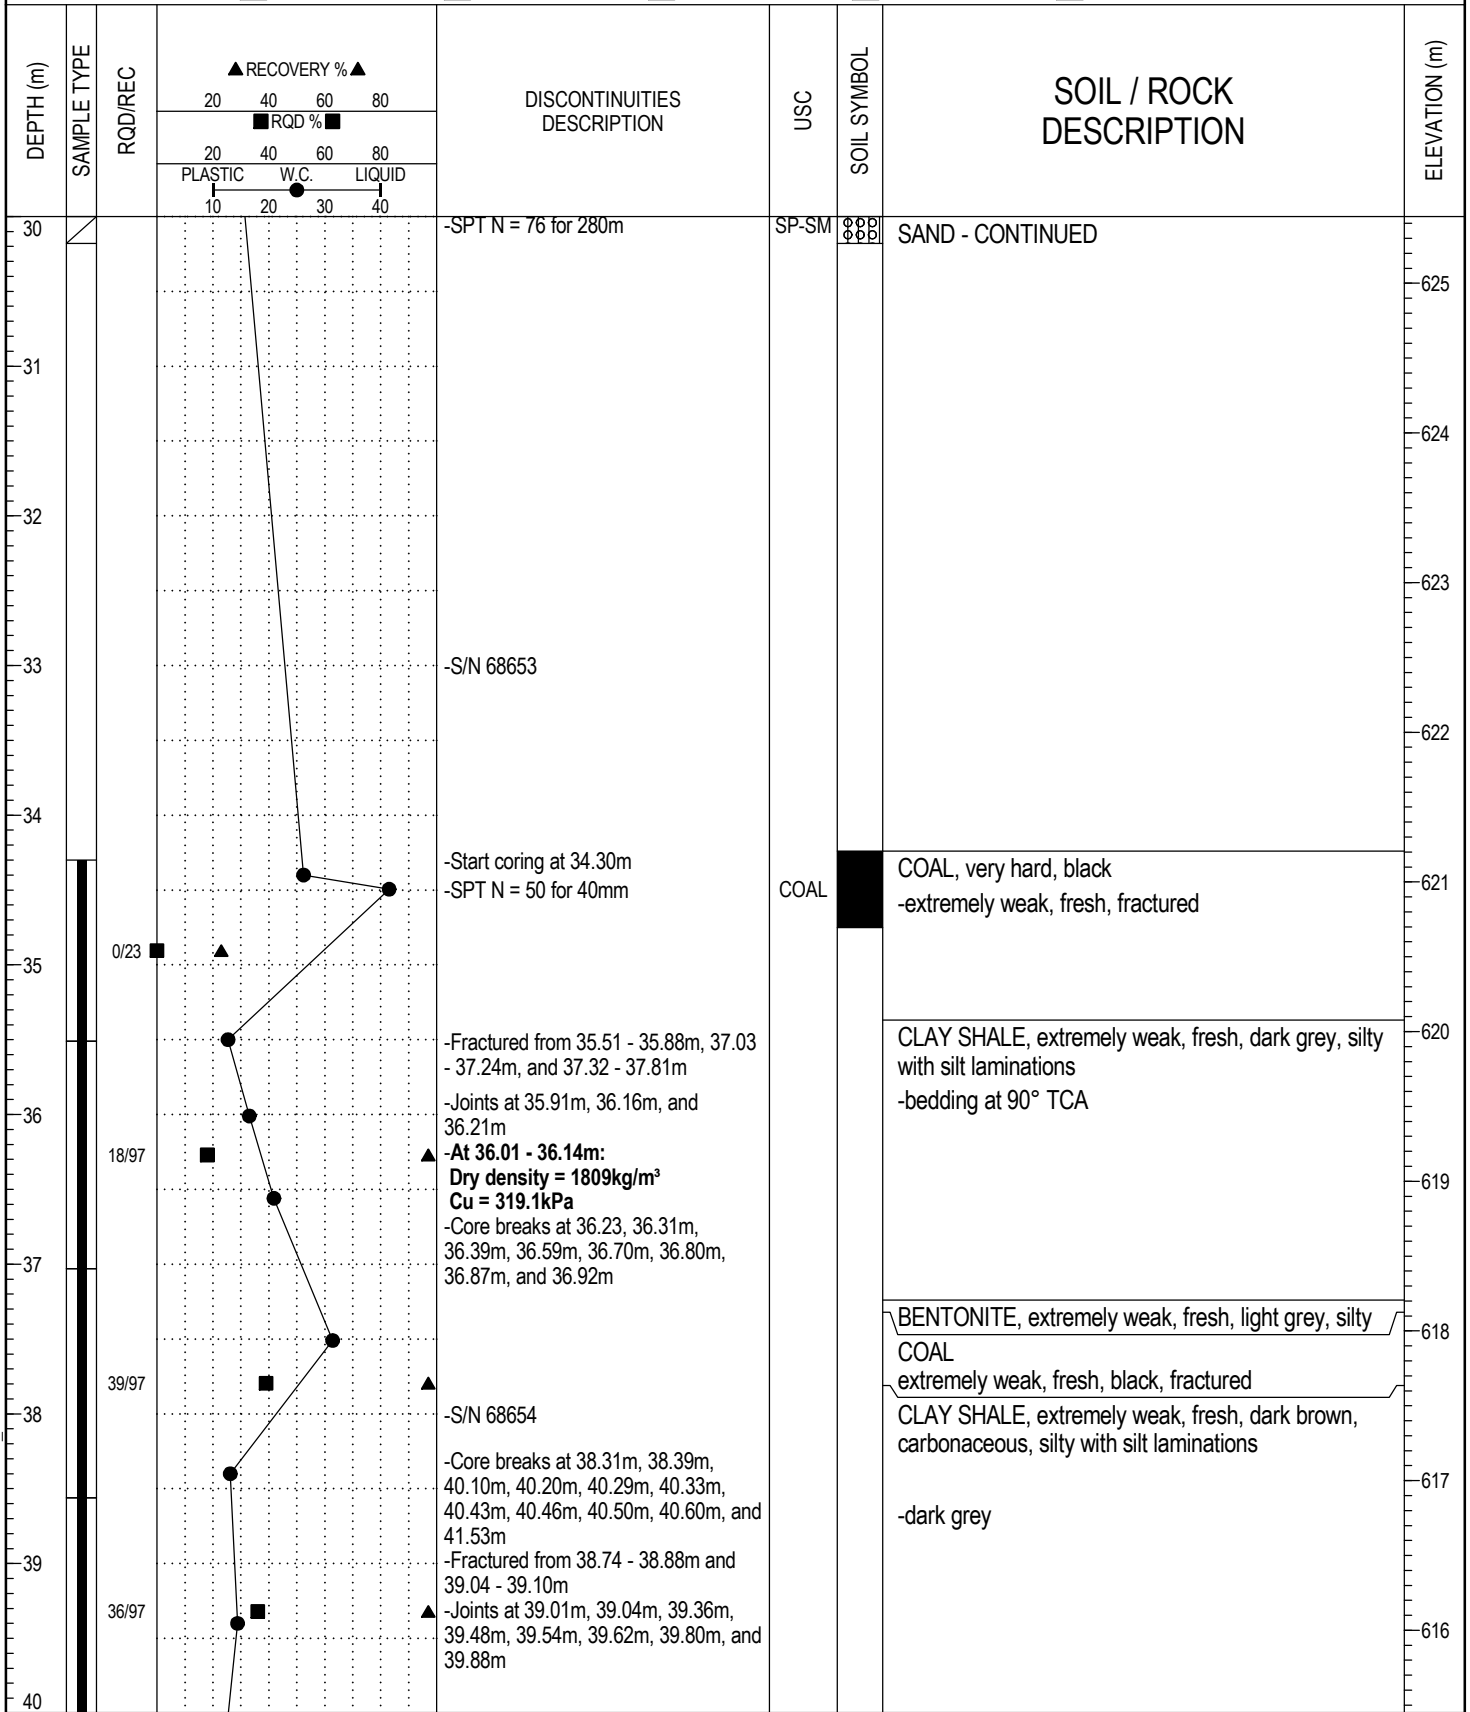 DEPTH (m)
SAMPLE TYPE
RQD/REC
▲ RECOVERY % ▲
20 40 60 80
■ RQD % ■
20 40 60 80
PLASTIC W.C. LIQUID
10 20 30 40
DISCONTINUITIES
DESCRIPTION
USC
SOIL SYMBOL
SOIL / ROCK
DESCRIPTION
ELEVATION (m)
30
-SPT N = 76 for 280m
SP-SM
SAND - CONTINUED
625
31
624
32
623
33
-S/N 68653
622
34
-Start coring at 34.30m
-SPT N = 50 for 40mm
COAL
COAL, very hard, black
-extremely weak, fresh, fractured
621
0/23
35
-Fractured from 35.51 - 35.88m, 37.03
- 37.24m, and 37.32 - 37.81m
CLAY SHALE, extremely weak, fresh, dark grey, silty
with silt laminations
-bedding at 90° TCA
620
36
-Joints at 35.91m, 36.16m, and
36.21m
18/97
-At 36.01 - 36.14m:
Dry density = 1809kg/m³
Cu = 319.1kPa
619
-Core breaks at 36.23, 36.31m,
36.39m, 36.59m, 36.70m, 36.80m,
36.87m, and 36.92m
37
BENTONITE, extremely weak, fresh, light grey, silty
618
COAL
extremely weak, fresh, black, fractured
39/97
38
-S/N 68654
CLAY SHALE, extremely weak, fresh, dark brown,
carbonaceous, silty with silt laminations
617
-Core breaks at 38.31m, 38.39m,
40.10m, 40.20m, 40.29m, 40.33m,
40.43m, 40.46m, 40.50m, 40.60m, and
41.53m
-dark grey
39
-Fractured from 38.74 - 38.88m and
39.04 - 39.10m
36/97
-Joints at 39.01m, 39.04m, 39.36m,
39.48m, 39.54m, 39.62m, 39.80m, and
39.88m
616
40